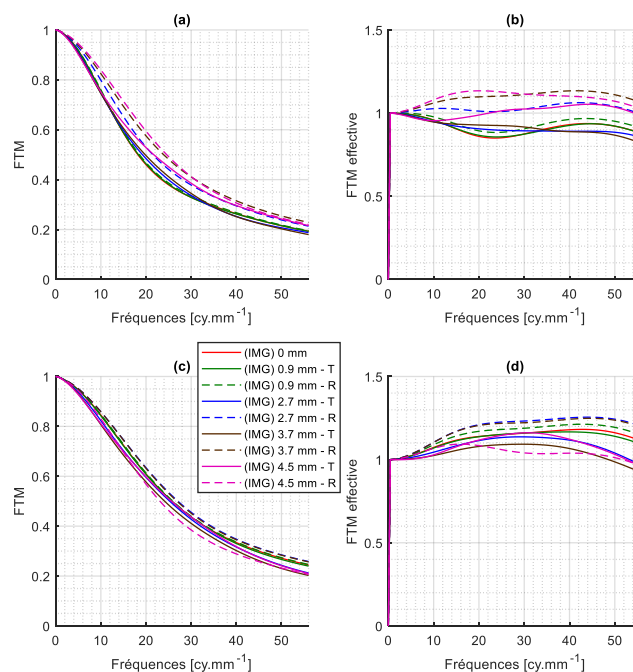 (a)
1
0.8
0.6
0.4
0.2
0
FTM
0 10 20 30 40 50
Fréquences [cy.mm⁻¹]
(b)
1.5
1
0.5
0
FTM effective
0 10 20 30 40 50
Fréquences [cy.mm⁻¹]
(c)
1
0.8
0.6
0.4
0.2
0
FTM
0 10 20 30 40 50
Fréquences [cy.mm⁻¹]
(IMG) 0 mm
(IMG) 0.9 mm - T
(IMG) 0.9 mm - R
(IMG) 2.7 mm - T
(IMG) 2.7 mm - R
(IMG) 3.7 mm - T
(IMG) 3.7 mm - R
(IMG) 4.5 mm - T
(IMG) 4.5 mm - R
(d)
1.5
1
0.5
0
FTM effective
0 10 20 30 40 50
Fréquences [cy.mm⁻¹]